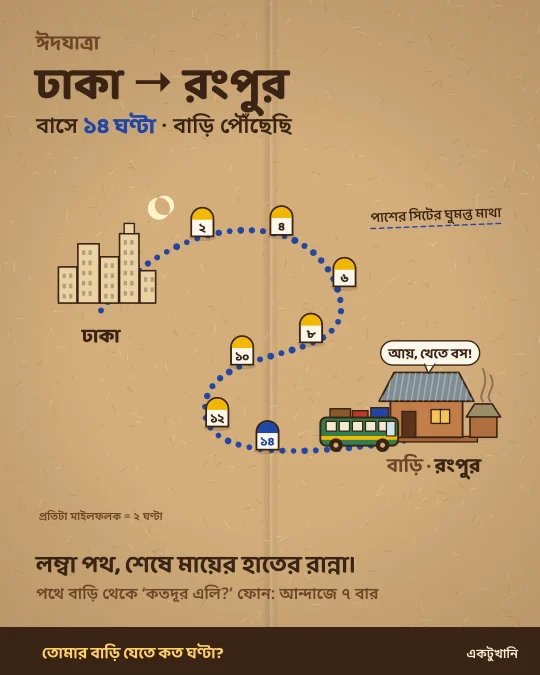 ঈদযাত্রা
ঢাকা → রংপুর
বাসে ১৪ ঘণ্টা · বাড়ি পৌঁছেছি
পাশের সিটের ঘুমন্ত মাথা
২
৪
৬
৮
১০
১২
১৪
ঢাকা
আয়, খেতে বস!
বাড়ি · রংপুর
প্রতিটা মাইলফলক = ২ ঘণ্টা
লম্বা পথ, শেষে মায়ের হাতের রান্না।
পথে বাড়ি থেকে ‘কতদূর এলি?’ ফোন: আন্দাজে ৭ বার
তোমার বাড়ি যেতে কত ঘণ্টা?
একটুখানি